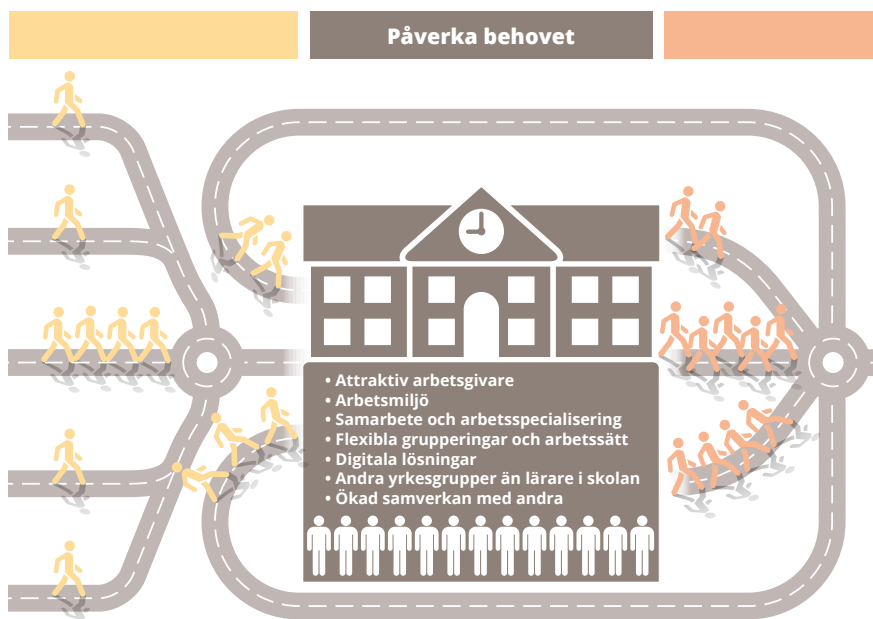 Påverka behovet
• Attraktiv arbetsgivare
• Arbetsmiljö
• Samarbete och arbetsspecialisering
• Flexibla grupperingar och arbetssätt
• Digitala lösningar
• Andra yrkesgrupper än lärare i skolan
• Ökad samverkan med andra